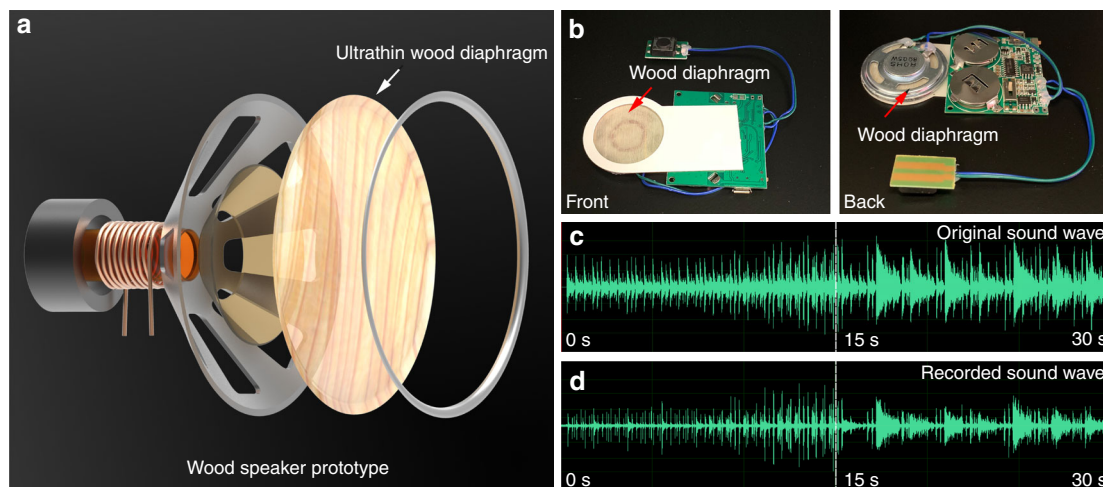 a
Ultrathin wood diaphragm
Wood speaker prototype
b
Wood diaphragm
Front
Wood diaphragm
Back
c
Original sound wave
0 s
15 s
30 s
d
Recorded sound wave
0 s
15 s
30 s